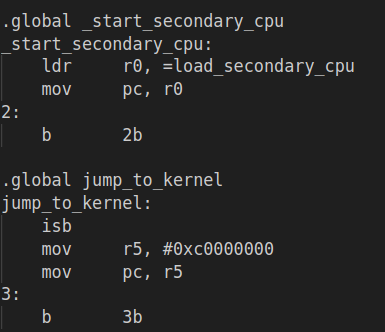 .global _start_secondary_cpu
_start_secondary_cpu:
    ldr     r0, =load_secondary_cpu
    mov     pc, r0
2:
    b       2b

.global jump_to_kernel
jump_to_kernel:
    isb
    mov     r5, #0xc0000000
    mov     pc, r5
3:
    b       3b